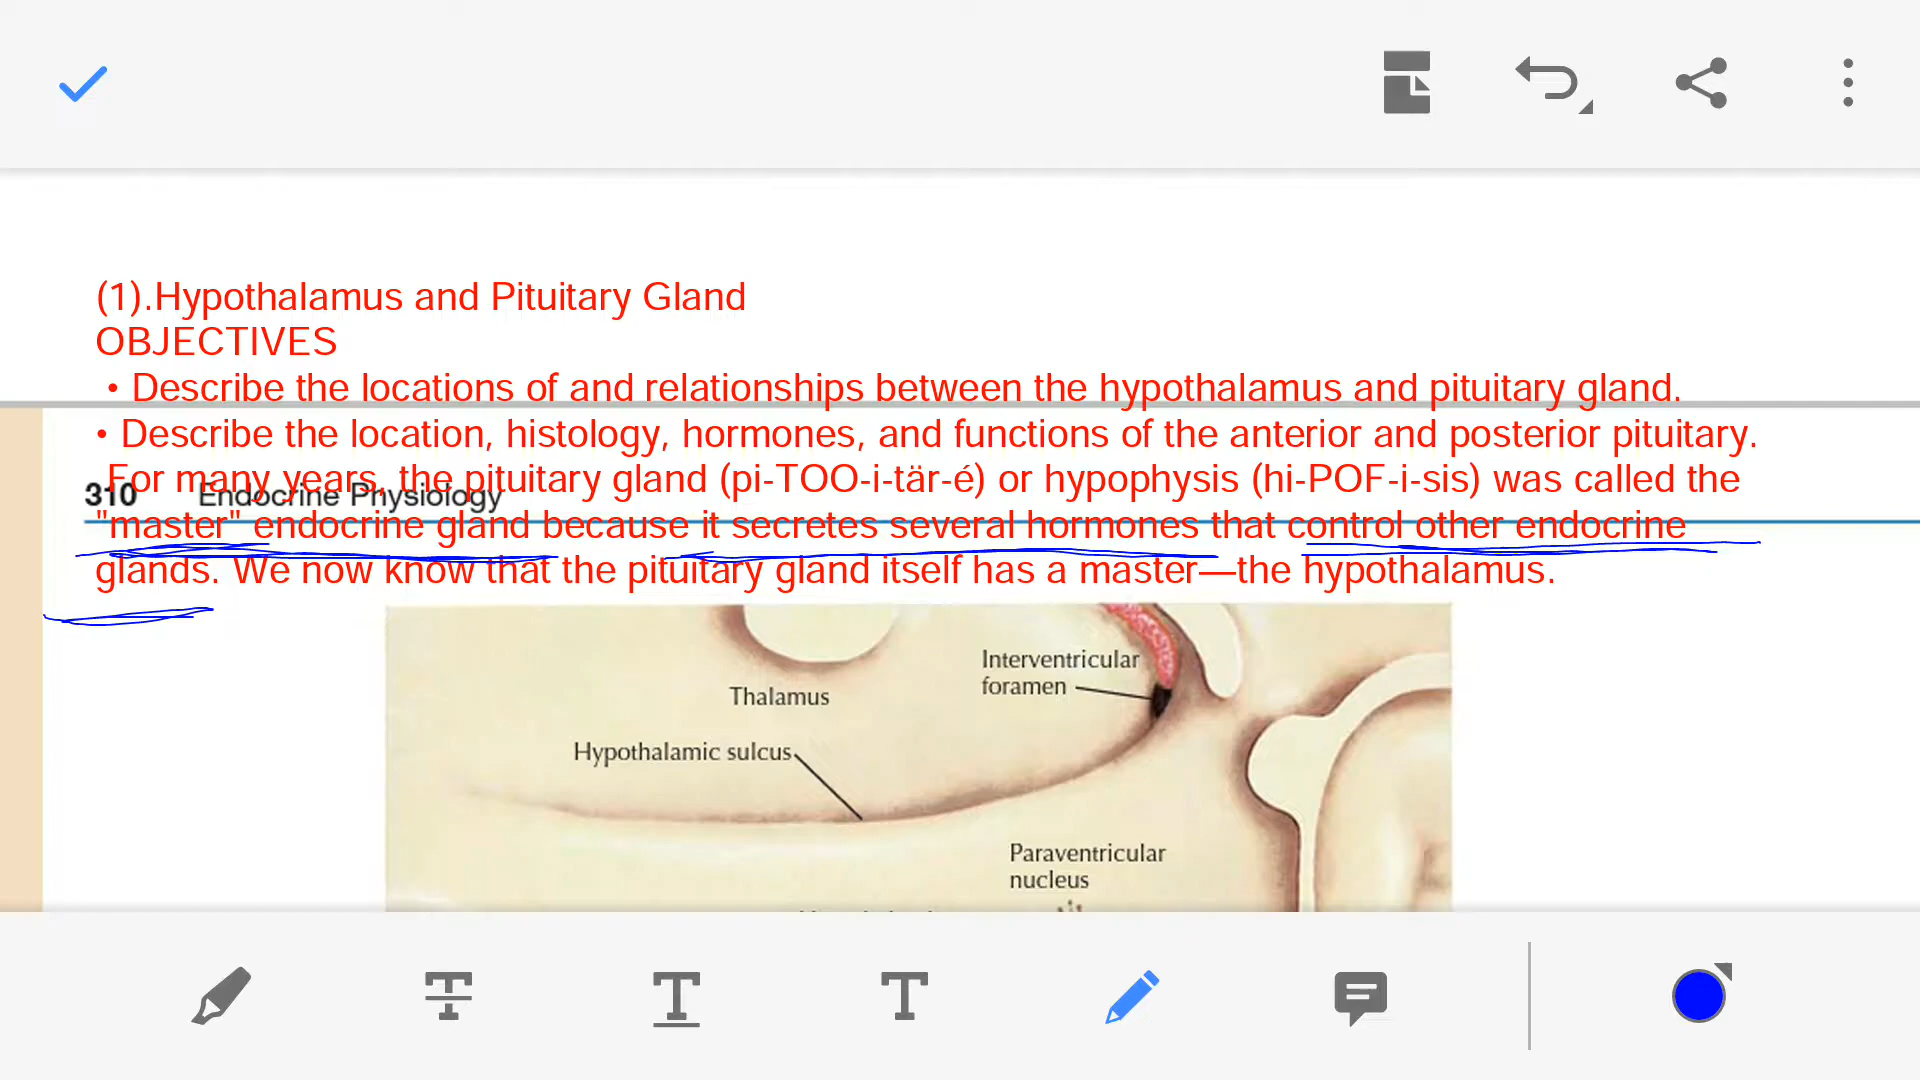 (1).Hypothalamus and Pituitary Gland
OBJECTIVES
• Describe the locations of and relationships between the hypothalamus and pituitary gland.
• Describe the location, histology, hormones, and functions of the anterior and posterior pituitary.
For many years, the pituitary gland (pi-TOO-i-tär-é) or hypophysis (hi-POF-i-sis) was called the
310 Endocrine Physiology
"master" endocrine gland because it secretes several hormones that control other endocrine
glands. We now know that the pituitary gland itself has a master—the hypothalamus.
Interventricular
foramen
Thalamus
Hypothalamic sulcus
Paraventricular
nucleus